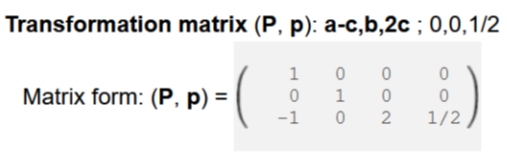 Transformation matrix (P, p): a-c,b,2c ; 0,0,1/2
1 0 0 0
Matrix form: (P, p) = ( 0 1 0 0 )
-1 0 2 1/2